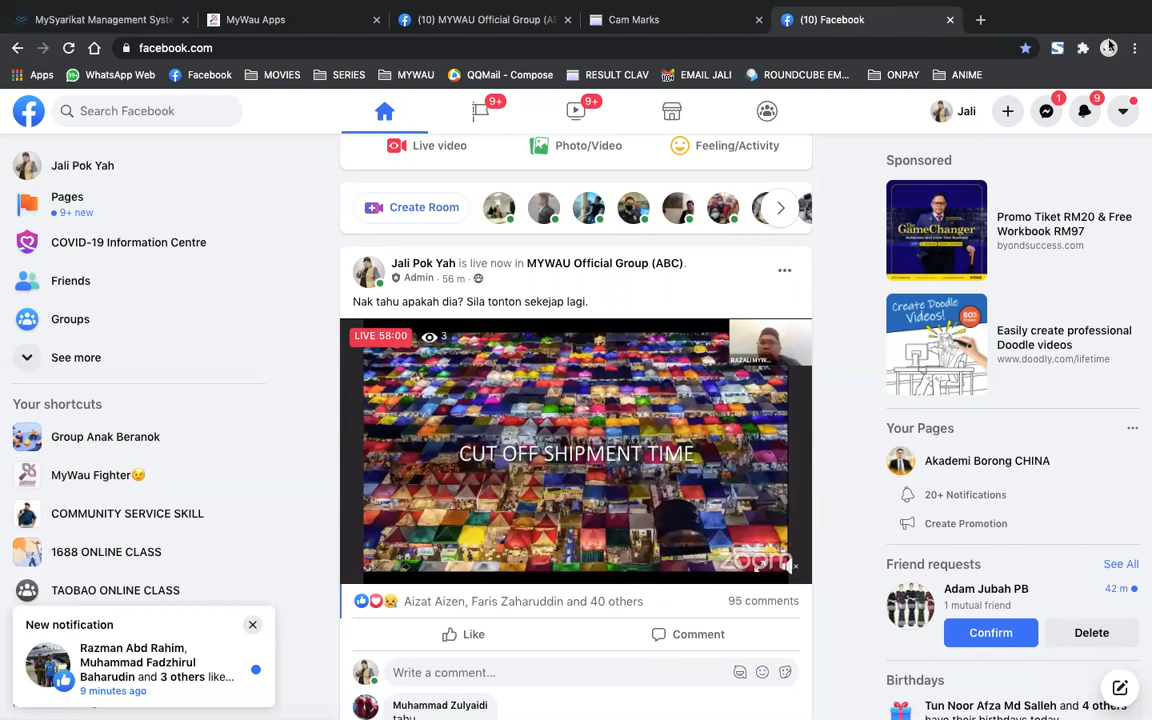 MySyarikat Management Syste
MyWau Apps
(10) MYWAU Official Group (AB
Cam Marks
(10) Facebook
facebook.com
Apps
WhatsApp Web
Facebook
MOVIES
SERIES
MYWAU
QQMail - Compose
RESULT CLAV
EMAIL JALI
ROUNDCUBE EM...
ONPAY
ANIME
Search Facebook
9+
9+
Jali
1
9
Jali Pok Yah
Pages
9+ new
COVID-19 Information Centre
Friends
Groups
See more
Your shortcuts
Group Anak Beranok
MyWau Fighter😉
COMMUNITY SERVICE SKILL
1688 ONLINE CLASS
TAOBAO ONLINE CLASS
New notification
Razman Abd Rahim,
Muhammad Fadzhirul
Baharudin and 3 others like...
9 minutes ago
Live video
Photo/Video
Feeling/Activity
Create Room
Jali Pok Yah is live now in MYWAU Official Group (ABC).
Admin · 56 m ·
Nak tahu apakah dia? Sila tonton sekejap lagi.
LIVE 58:00
3
RAZALI MYW...
CUT OFF SHIPMENT TIME
zoom
Aizat Aizen, Faris Zaharuddin and 40 others
95 comments
Like
Comment
Write a comment...
Muhammad Zulyaidi
tahu
Sponsored
the GameChanger
Promo Tiket RM20 & Free
Workbook RM97
byondsuccess.com
Create Doodle
Videos!
80%
Easily create professional
Doodle videos
www.doodly.com/lifetime
Your Pages
Akademi Borong CHINA
20+ Notifications
Create Promotion
Friend requests
See All
Adam Jubah PB
42 m
1 mutual friend
Confirm
Delete
Birthdays
Tun Noor Afza Md Salleh and 4 others
have their birthdays today.